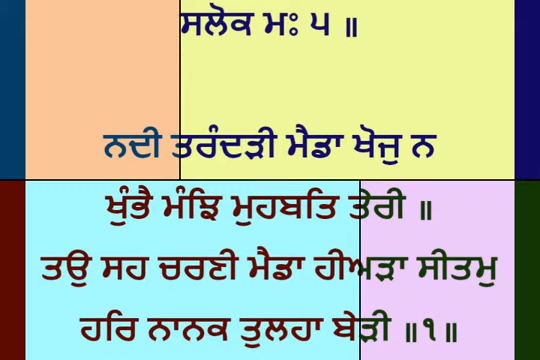 ਸਲੋਕ ਮਃ ੫ ॥
ਨਦੀ ਤਰੰਦੜੀ ਮੈਡਾ ਖੋਜੁ ਨ
ਖੁੰਭੈ ਮੰਝਿ ਮੁਹਬਤਿ ਤੇਰੀ ॥
ਤਉ ਸਹ ਚਰਣੀ ਮੈਡਾ ਹੀਅੜਾ ਸੀਤਮੁ
ਹਰਿ ਨਾਨਕ ਤੁਲਹਾ ਬੇੜੀ ॥੧॥